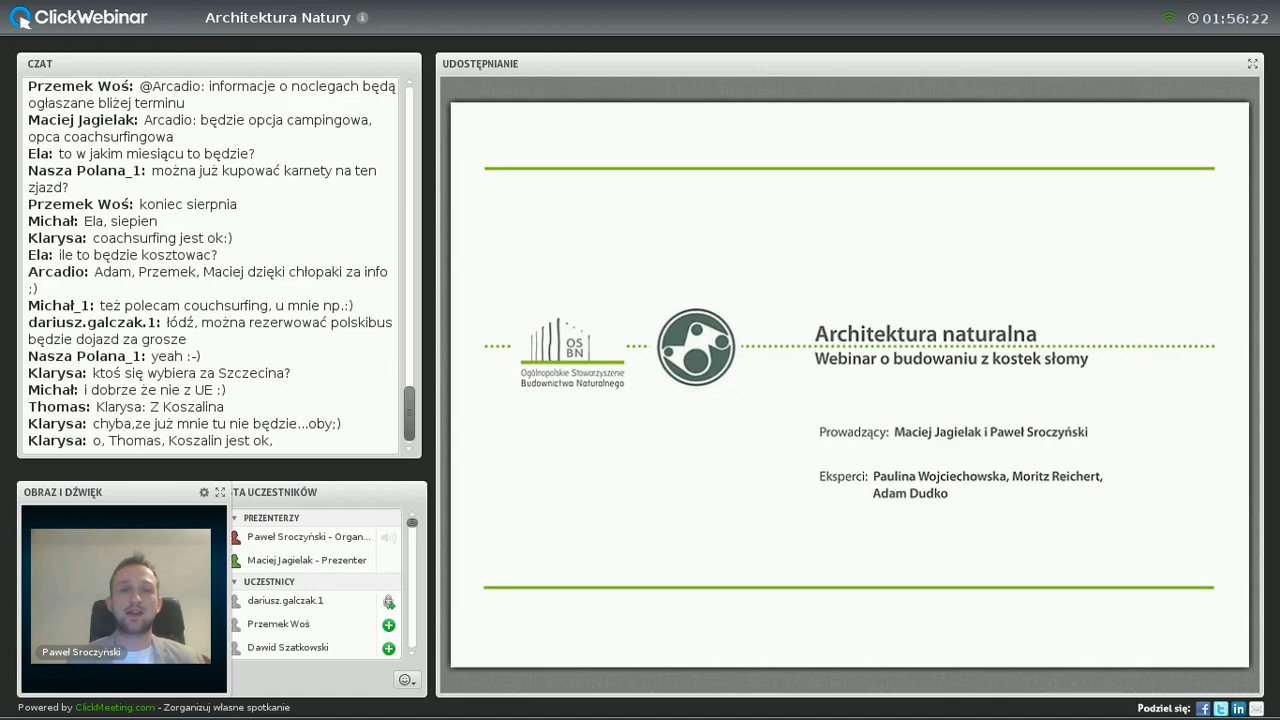 ClickWebinar
Architektura Natury
01:56:22
CZAT
Przemek Woś: @Arcadio: informacje o noclegach będą
ogłaszane bliżej terminu
Maciej Jagielak: Arcadio: będzie opcja campingowa,
opca coachsurfingowa
Ela: to w jakim miesiącu to będzie?
Nasza Polana_1: można już kupować karnety na ten
zjazd?
Przemek Woś: koniec sierpnia
Michał: Ela, siepien
Klarysa: coachsurfing jest ok:)
Ela: ile to będzie kosztowac?
Arcadio: Adam, Przemek, Maciej dzięki chłopaki za info
;)
Michał_1: też polecam couchsurfing, u mnie np.:)
dariusz.galczak.1: łódź, można rezerwować polskibus
będzie dojazd za grosze
Nasza Polana_1: yeah :-)
Klarysa: ktoś się wybiera za Szczecina?
Michał: i dobrze że nie z UE :)
Thomas: Klarysa: Z Koszalina
Klarysa: chyba,ze już mnie tu nie będzie...oby;)
Klarysa: o, Thomas, Koszalin jest ok,
OBRAZ I DŹWIĘK
Paweł Sroczyński
TA UCZESTNIKÓW
PREZENTERZY
Paweł Sroczyński - Organ...
Maciej Jagielak - Prezenter
UCZESTNICY
dariusz.galczak.1
Przemek Woś
Dawid Szatkowski
UDOSTĘPNIANIE
OS
BN
Ogólnopolskie Stowarzyszenie
Budownictwa Naturalnego
Architektura naturalna
Webinar o budowaniu z kostek słomy
Prowadzący: Maciej Jagielak i Paweł Sroczyński
Eksperci: Paulina Wojciechowska, Moritz Reichert,
Adam Dudko
Powered by ClickMeeting.com - Zorganizuj własne spotkanie
Podziel się: